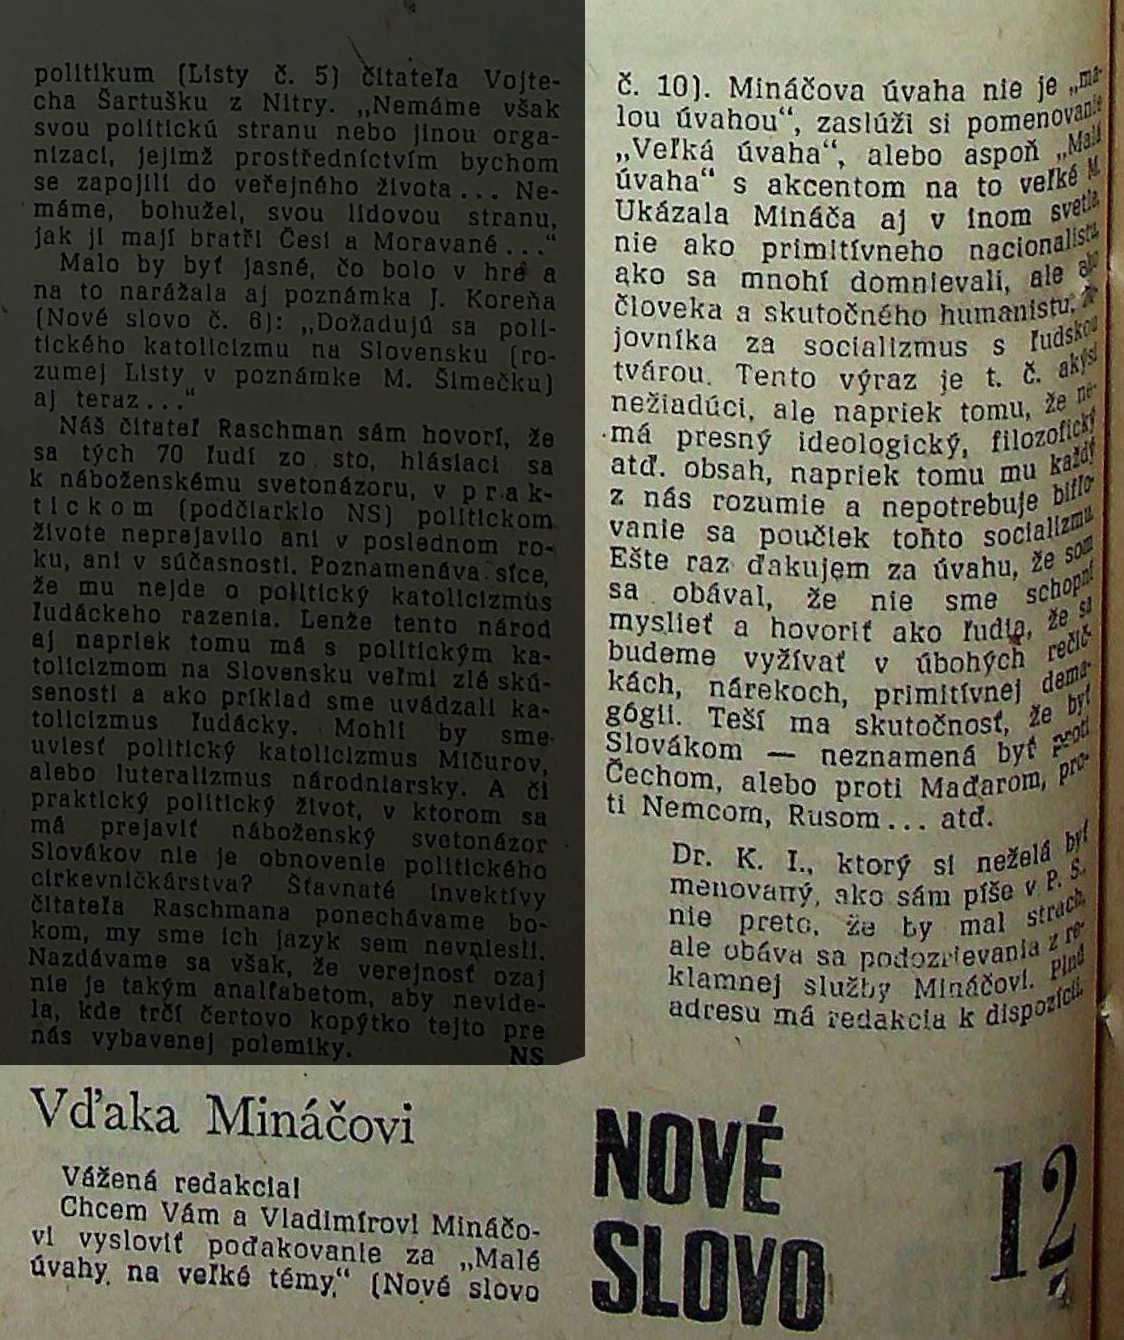 politikum (Listy č. 5) čitateľa Vojte-
cha Šartušku z Nitry. „Nemáme však
svou politickú stranu nebo jinou orga-
nizaci, jejímž prostředníctvím bychom
se zapojili do veřejného života... Ne-
máme, bohužel, svou lidovou stranu,
jak ji mají bratři Česi a Moravané..."
Malo by byť jasné, čo bolo v hre a
na to narážala aj poznámka J. Koreňa
(Nové slovo č. 6): „Dožadujú sa poli-
tického katolicizmu na Slovensku (ro-
zumej Listy v poznámke M. Šimečku)
aj teraz..."
Náš čitateľ Raschman sám hovorí, že
sa tých 70 ľudí zo sto, hlásiaci sa
k náboženskému svetonázoru, v prak-
tickom (podčiarklo NS) politickom
živote neprejavilo ani v poslednom ro-
ku, ani v súčasnosti. Poznamenáva síce,
že mu nejde o politický katolicizmus
ľudáckeho razenia. Lenže tento národ
aj napriek tomu má s politickým ka-
tolicizmom na Slovensku veľmi zlé skú-
senosti a ako príklad sme uvádzali ka-
tolicizmus ľudácky. Mohli by sme
uviesť politický katolicizmus Mičurov,
alebo luteralizmus národniarsky. A či
praktický politický život, v ktorom sa
má prejaviť náboženský svetonázor
Slovákov nie je obnovenie politického
cirkevníčkárstva? Šťavnaté invektívy
čitateľa Raschmana ponechávame bo-
kom, my sme ich jazyk sem nevniesli.
Nazdávame sa však, že verejnosť ozaj
nie je takým analfabetom, aby nevide-
la, kde trčí čertovo kopýtko tejto pre
nás vybavenej polemiky.
NS
Vďaka Mináčovi
Vážená redakcia!
Chcem Vám a Vladimírovi Mináčo-
vi vysloviť poďakovanie za „Malé
úvahy na veľké témy" (Nové slovo
č. 10). Mináčova úvaha nie je „ma-
lou úvahou", zaslúži si pomenovanie
„Veľká úvaha", alebo aspoň „Malá
úvaha" s akcentom na to veľké M.
Ukázala Mináča aj v inom svetle,
nie ako primitívneho nacionalistu,
ako sa mnohí domnievali, ale ako
človeka a skutočného humanistu, bo-
jovníka za socializmus s ľudskou
tvárou. Tento výraz je t. č. akýsi
nežiadúci, ale napriek tomu, že ne-
má presný ideologický, filozofický
atď. obsah, napriek tomu mu každý
z nás rozumie a nepotrebuje biflo-
vanie sa poučiek tohto socializmu.
Ešte raz ďakujem za úvahu, že som
sa obával, že nie sme schopní
myslieť a hovoriť ako ľudia, že sa
budeme vyžívať v úbohých rečič-
kách, nárekoch, primitívnej dema-
gógii. Teší ma skutočnosť, že byť
Slovákom — neznamená byť proti
Čechom, alebo proti Maďarom, pro-
ti Nemcom, Rusom... atď.
Dr. K. I., ktorý si neželá byť
menovaný, ako sám píše v P. S.,
nie preto, že by mal strach,
ale obáva sa podozrievania z re-
klamnej služby Mináčovi. Plnú
adresu má redakcia k dispozícii.
NOVÉ
SLOVO
12